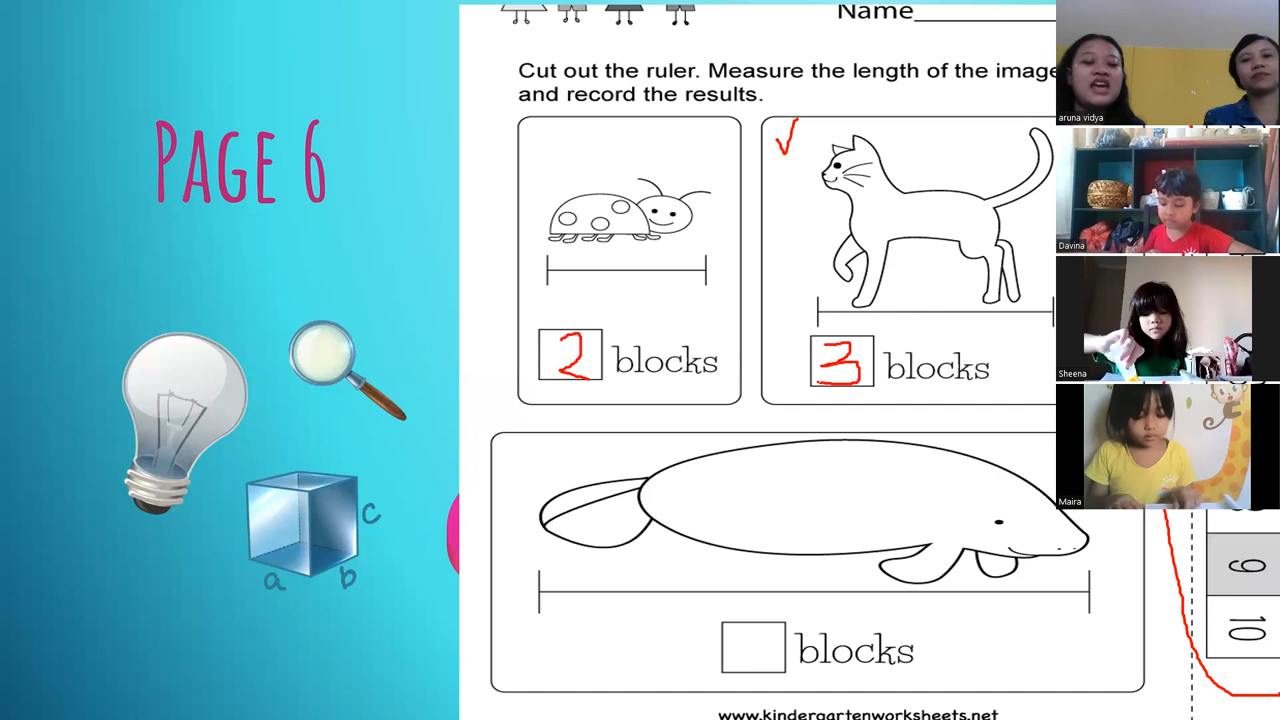 PAGE 6
Name
Cut out the ruler. Measure the length of the image
and record the results.
2 blocks
3 blocks
blocks
www.kindergartenworksheets.net
a
b
c
9
10
aruna vidya
Davina
Sheena
Maira